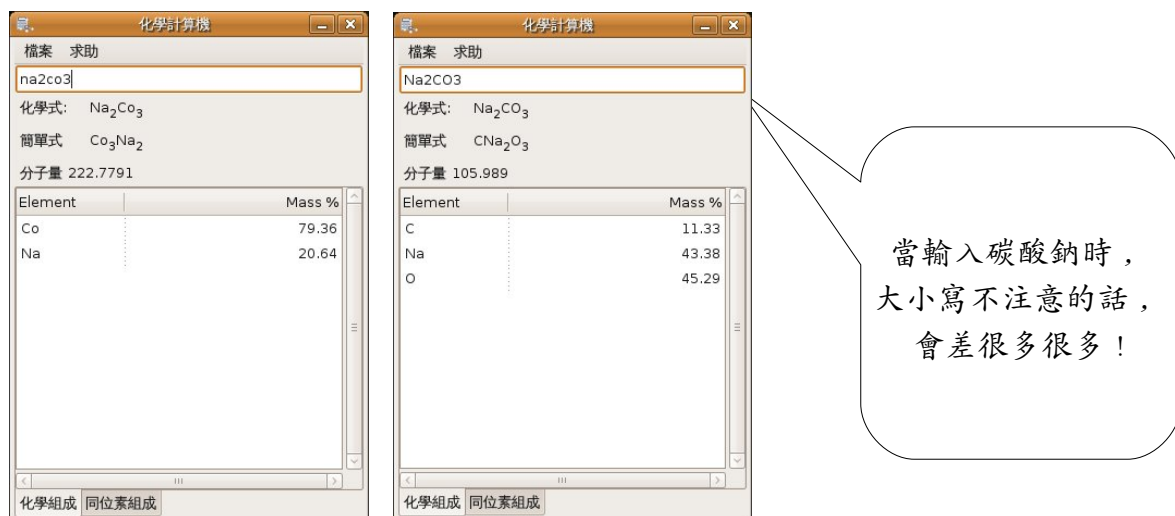 化學計算機
檔案 求助
na2co3
化學式: Na₂Co₃
簡單式 Co₃Na₂
分子量 222.7791
Element Mass %
Co 79.36
Na 20.64
化學組成 同位素組成
化學計算機
檔案 求助
Na2CO3
化學式: Na₂CO₃
簡單式 CNa₂O₃
分子量 105.989
Element Mass %
C 11.33
Na 43.38
O 45.29
化學組成 同位素組成
當輸入碳酸鈉時，
大小寫不注意的話，
會差很多很多！